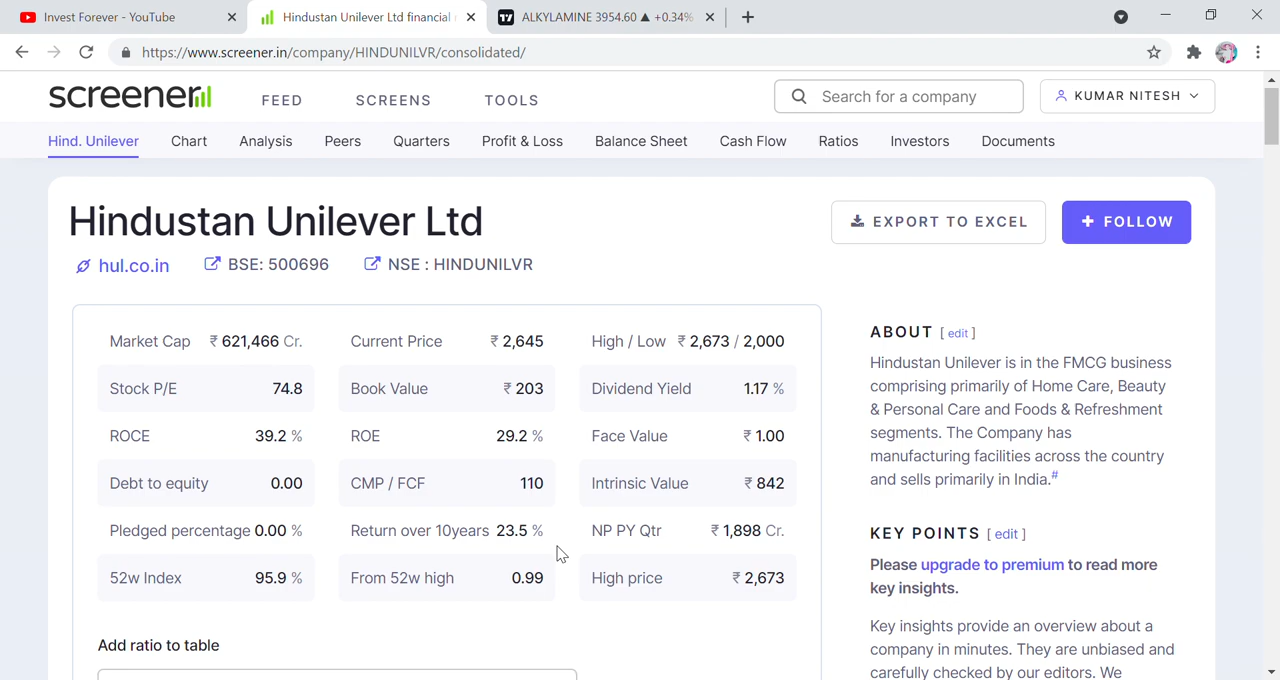 Invest Forever - YouTube
Hindustan Unilever Ltd financial
ALKYLAMINE 3954.60 ▲ +0.34%
https://www.screener.in/company/HINDUNILVR/consolidated/
screener
FEED SCREENS TOOLS
Search for a company
KUMAR NITESH
Hind. Unilever Chart Analysis Peers Quarters Profit & Loss Balance Sheet Cash Flow Ratios Investors Documents
Hindustan Unilever Ltd
EXPORT TO EXCEL
+ FOLLOW
hul.co.in BSE: 500696 NSE : HINDUNILVR
Market Cap ₹ 621,466 Cr. Current Price ₹ 2,645 High / Low ₹ 2,673 / 2,000
Stock P/E 74.8 Book Value ₹ 203 Dividend Yield 1.17 %
ROCE 39.2 % ROE 29.2 % Face Value ₹ 1.00
Debt to equity 0.00 CMP / FCF 110 Intrinsic Value ₹ 842
Pledged percentage 0.00 % Return over 10years 23.5 % NP PY Qtr ₹ 1,898 Cr.
52w Index 95.9 % From 52w high 0.99 High price ₹ 2,673
Add ratio to table
ABOUT [ edit ]
Hindustan Unilever is in the FMCG business
comprising primarily of Home Care, Beauty
& Personal Care and Foods & Refreshment
segments. The Company has
manufacturing facilities across the country
and sells primarily in India.#
KEY POINTS [ edit ]
Please upgrade to premium to read more
key insights.
Key insights provide an overview about a
company in minutes. They are unbiased and
carefully checked by our editors. We